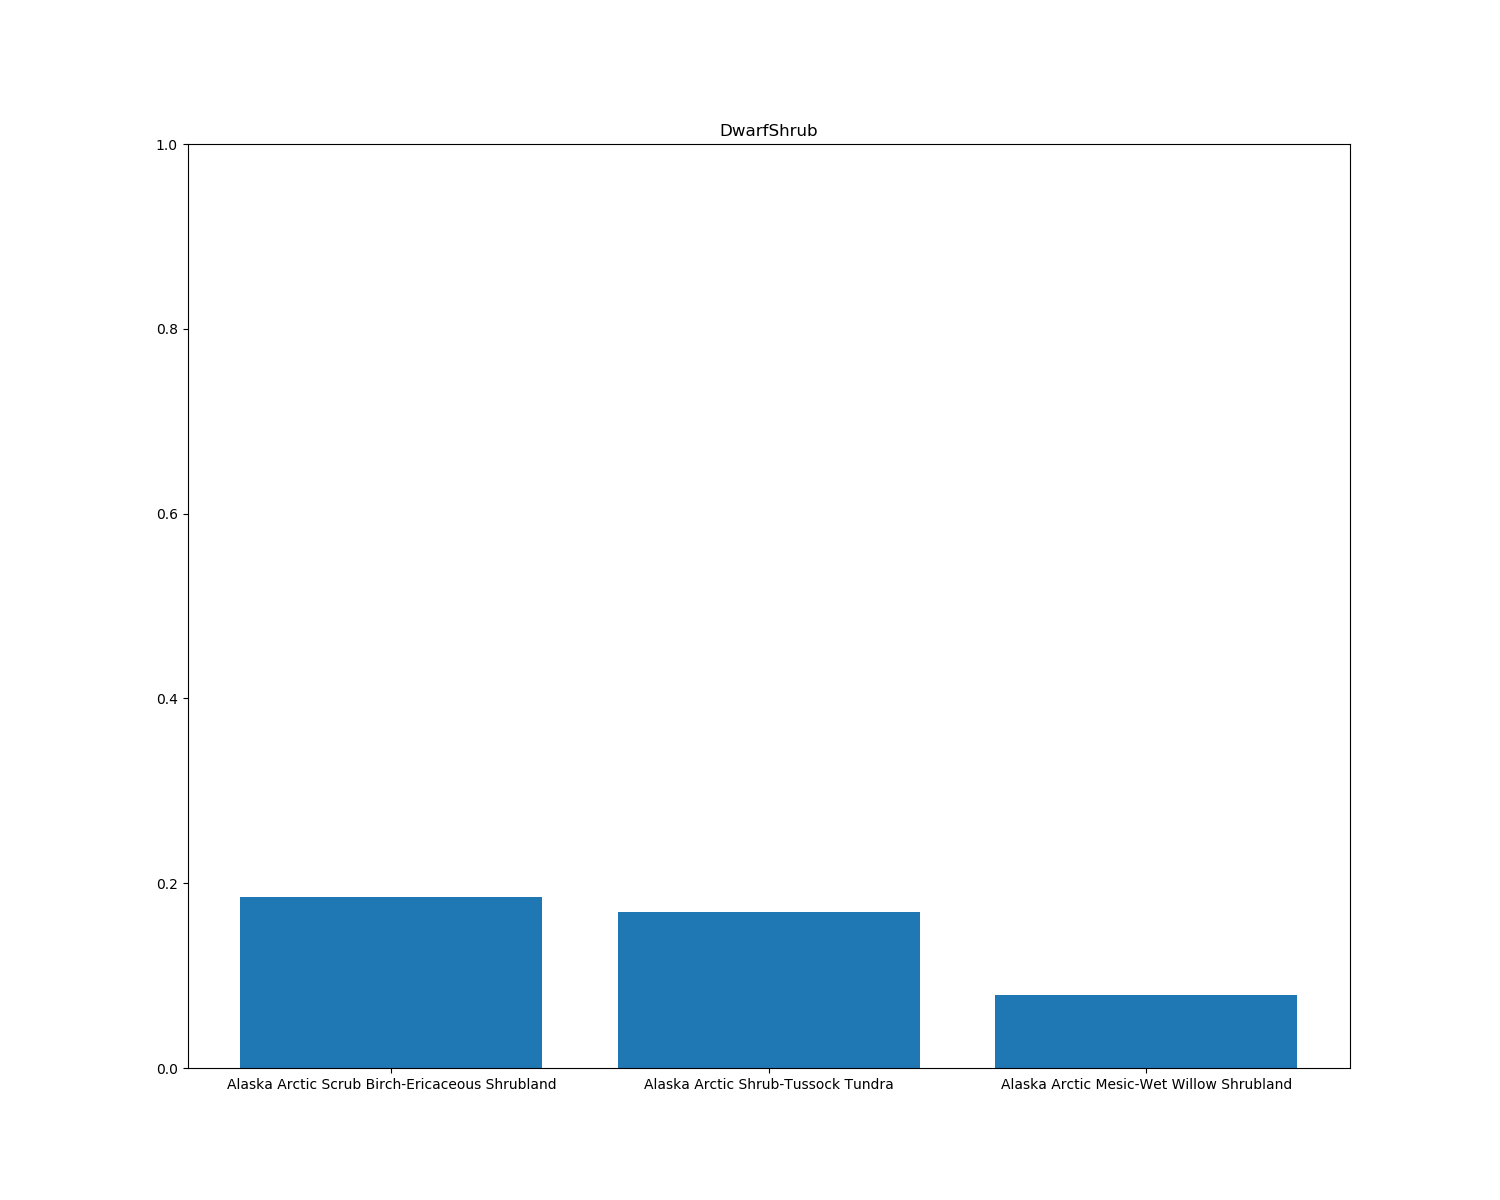 DwarfShrub
1.0
0.8
0.6
0.4
0.2
0.0
Alaska Arctic Scrub Birch-Ericaceous Shrubland
Alaska Arctic Shrub-Tussock Tundra
Alaska Arctic Mesic-Wet Willow Shrubland